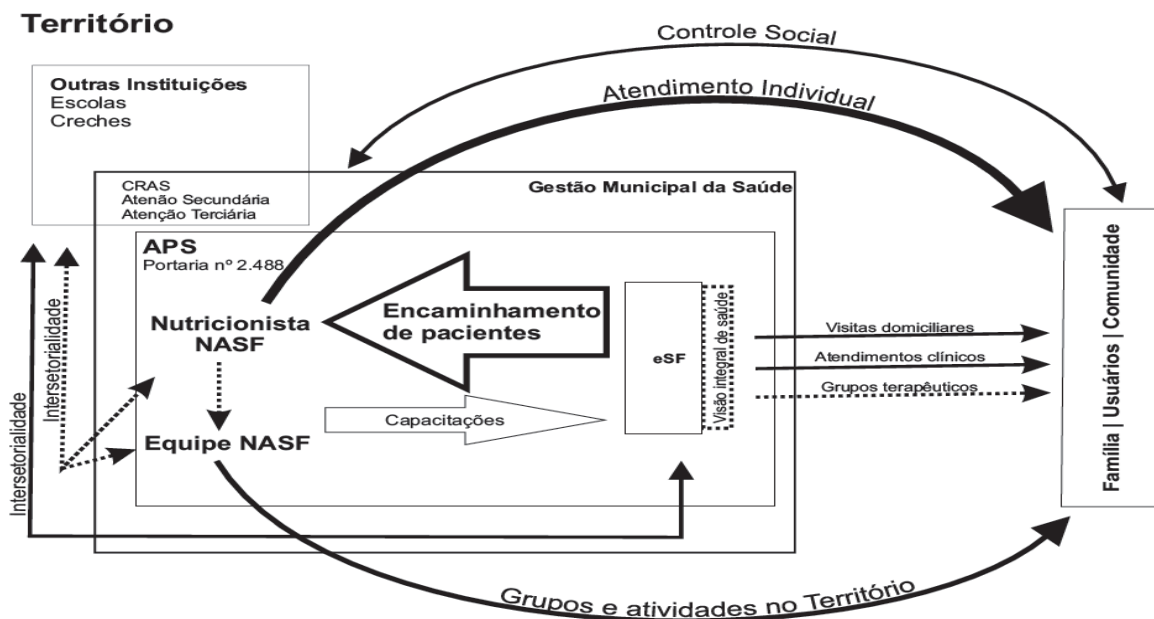 Território
Controle Social
Atendimento Individual
Outras Instituições
Escolas
Creches
CRAS
Atenão Secundária
Atenção Terciária
Gestão Municipal da Saúde
APS
Portaria nº 2.488
Nutricionista
NASF
Encaminhamento
de pacientes
eSF
Visão integral de saúde
Visitas domiciliares
Atendimentos clínicos
Grupos terapêuticos
Família | Usuários | Comunidade
Capacitações
Equipe NASF
Intersetorialidade
Intersetorialidade
Grupos e atividades no Território